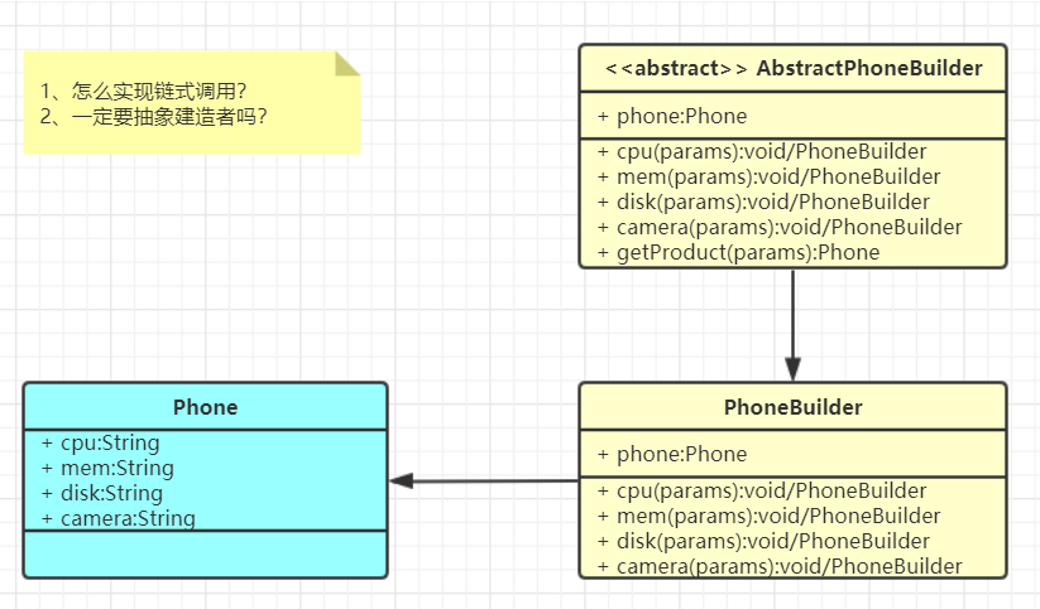 1、怎么实现链式调用?
2、一定要抽象建造者吗?
<<abstract>> AbstractPhoneBuilder
+ phone:Phone
+ cpu(params):void/PhoneBuilder
+ mem(params):void/PhoneBuilder
+ disk(params):void/PhoneBuilder
+ camera(params):void/PhoneBuilder
+ getProduct(params):Phone
Phone
+ cpu:String
+ mem:String
+ disk:String
+ camera:String
PhoneBuilder
+ phone:Phone
+ cpu(params):void/PhoneBuilder
+ mem(params):void/PhoneBuilder
+ disk(params):void/PhoneBuilder
+ camera(params):void/PhoneBuilder